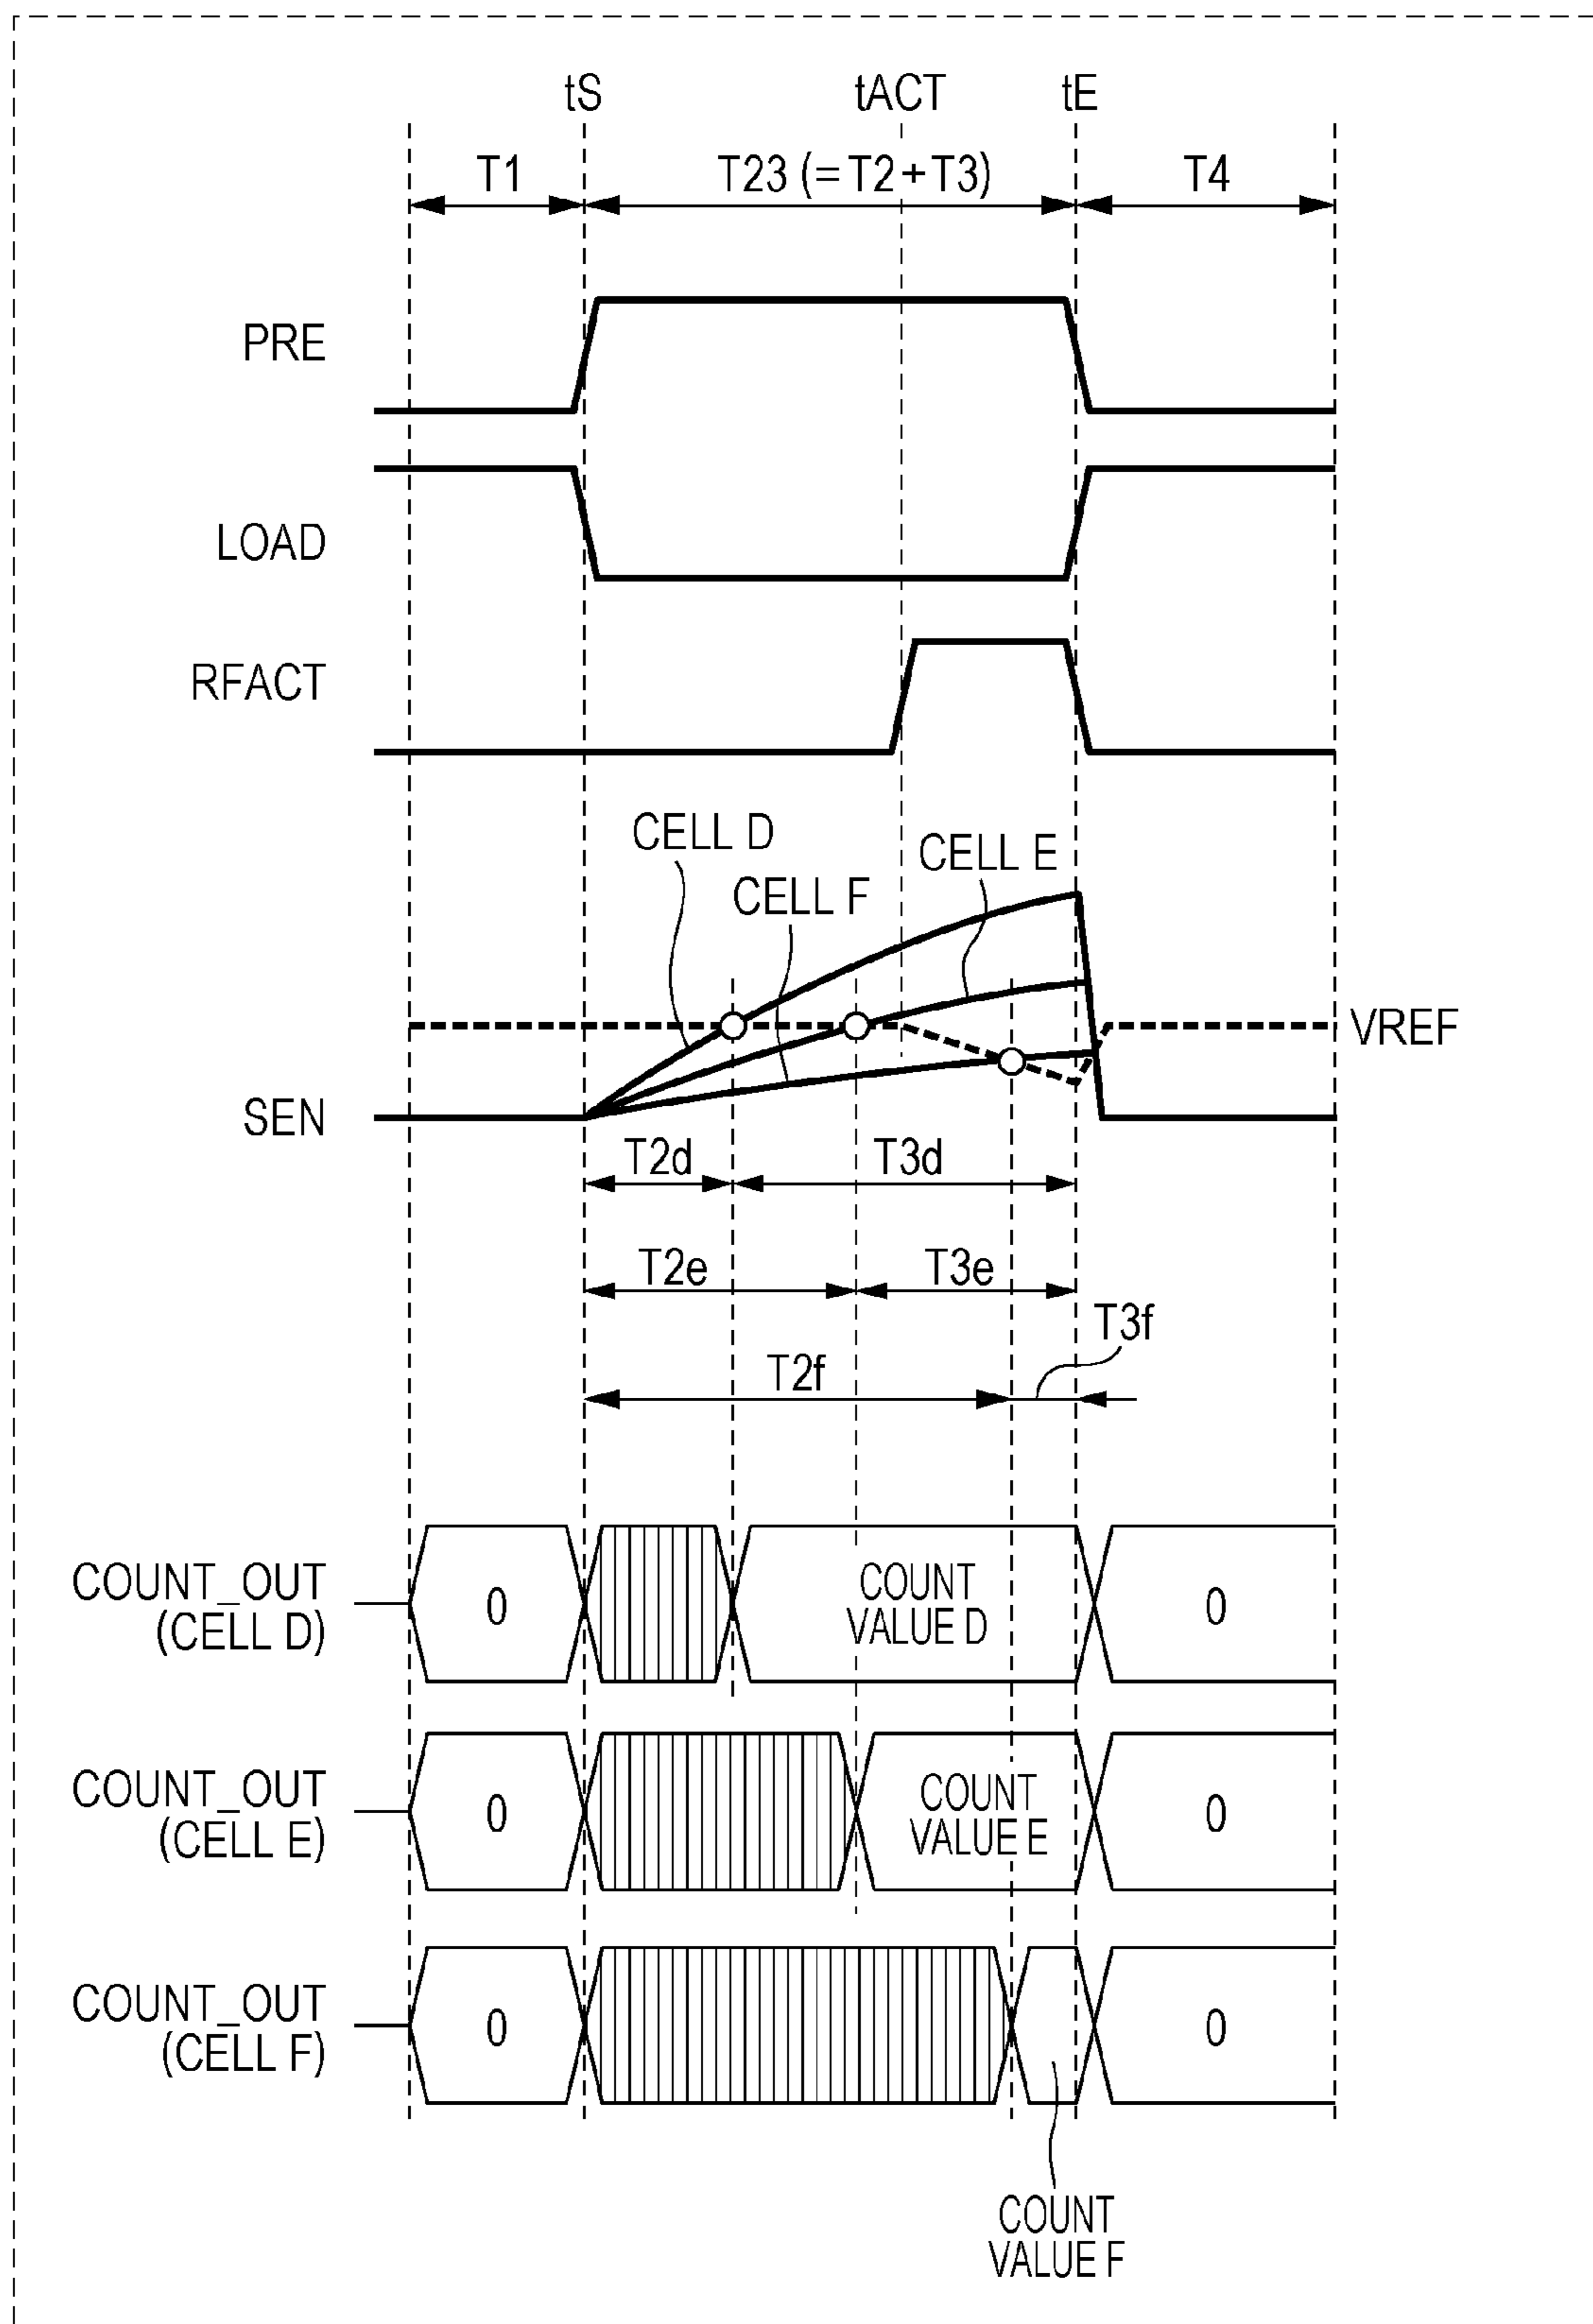 tS tACT tE
T1 T23 (=T2+T3) T4
PRE
LOAD
RFACT
CELL D
CELL E
CELL F
VREF
SEN
T2d T3d
T2e T3e
T3f
T2f
COUNT_OUT
(CELL D)
0
COUNT
VALUE D
0
COUNT_OUT
(CELL E)
0
COUNT
VALUE E
0
COUNT_OUT
(CELL F)
0
0
COUNT
VALUE F